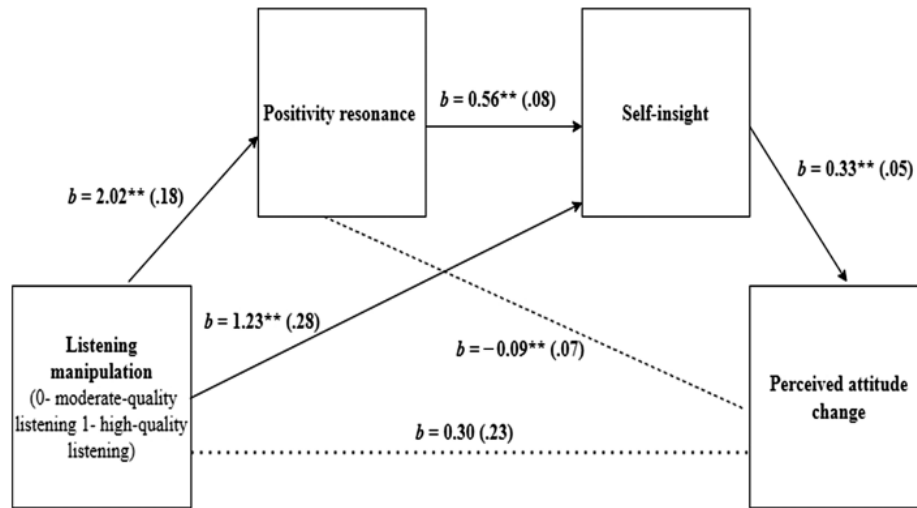 b = 0.56** (.08)
Positivity resonance
Self-insight
b = 0.33** (.05)
b = 2.02** (.18)
b = 1.23** (.28)
b = −0.09** (.07)
Listening
manipulation
(0- moderate-quality
listening 1- high-quality
listening)
Perceived attitude
change
b = 0.30 (.23)